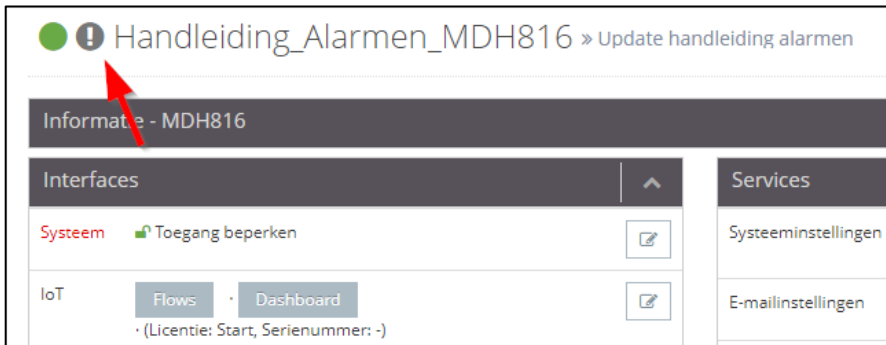 Handleiding_Alarmen_MDH816 » Update handleiding alarmen
Informatie - MDH816
Interfaces
Services
Systeem Toegang beperken
Systeeminstellingen
IoT Flows · Dashboard
· (Licentie: Start, Serienummer: -)
E-mailinstellingen